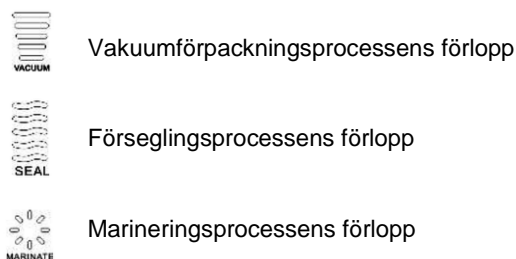 VACUUM
Vakuumförpackningsprocessens förlopp
SEAL
Förseglingsprocessens förlopp
MARINATE
Marineringsprocessens förlopp